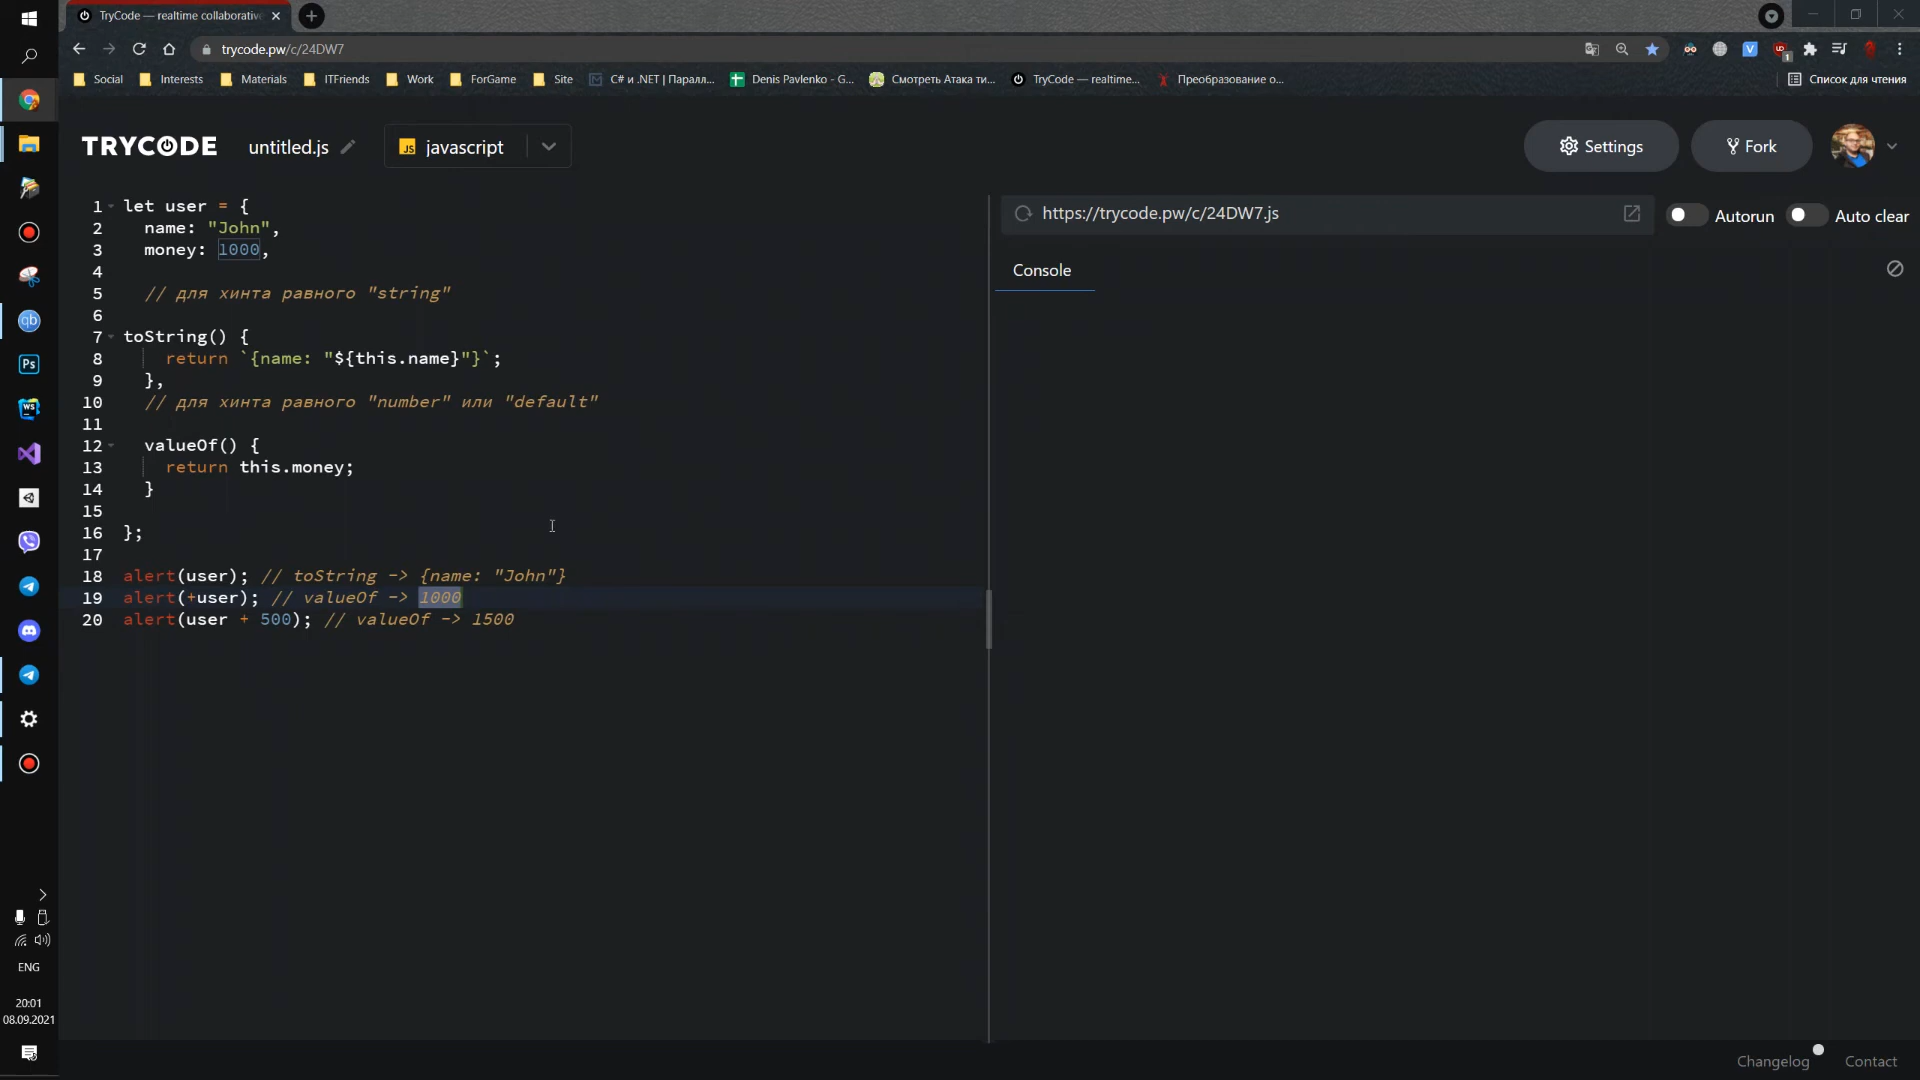 TryCode — realtime collaborativ
trycode.pw/c/24DW7
Social
Interests
Materials
ITFriends
Work
ForGame
Site
C# и .NET | Паралл...
Denis Pavlenko - G...
Смотреть Атака ти...
TryCode — realtime...
Преобразование о...
Список для чтения
TRYCODE
untitled.js
JS
javascript
Settings
Fork
https://trycode.pw/c/24DW7.js
Autorun
Auto clear
Console
1 let user = {
2 name: "John",
3 money: 1000,
4
5 // для хинта равного "string"
6
7 toString() {
8 return `{name: "${this.name}"}`;
9 },
10 // для хинта равного "number" или "default"
11
12 valueOf() {
13 return this.money;
14 }
15
16 };
17
18 alert(user); // toString -> {name: "John"}
19 alert(+user); // valueOf -> 1000
20 alert(user + 500); // valueOf -> 1500
qb
Ps
WS
ENG
20:01
08.09.2021
Changelog
Contact